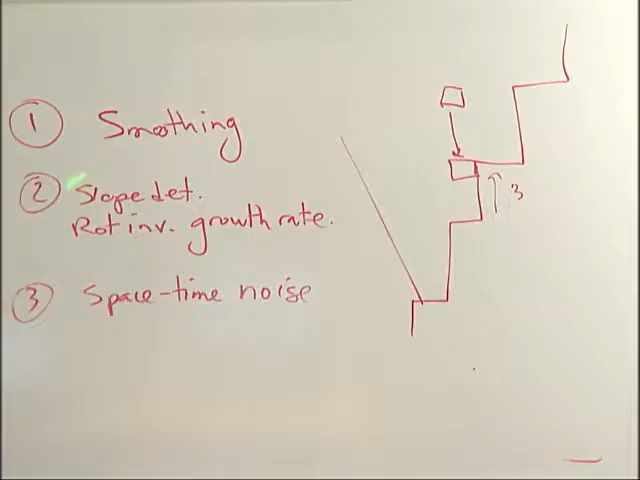 1 Smoothing
2 Slope det.
Rot inv. growth rate.
3 Space-time noise
3